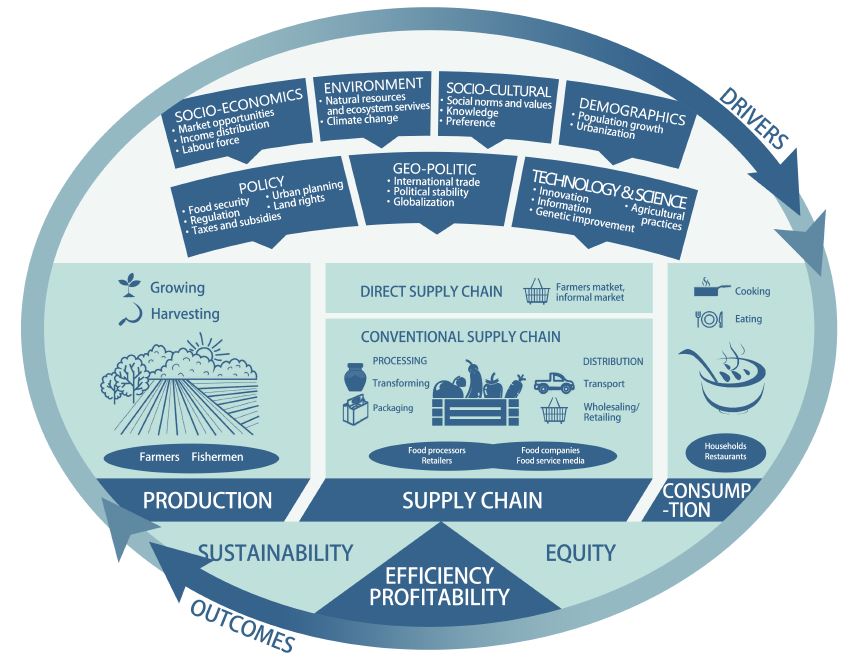 DRIVERS
SOCIO-ECONOMICS
• Market opportunities
• Income distribution
• Labour force
ENVIRONMENT
• Natural resources
and ecosystem servives
• Climate change
SOCIO-CULTURAL
• Social norms and values
• Knowledge
• Preference
DEMOGRAPHICS
• Population growth
• Urbanization
POLICY
• Food security
• Regulation
• Taxes and subsidies
• Urban planning
• Land rights
GEO-POLITIC
• International trade
• Political stability
• Globalization
TECHNOLOGY & SCIENCE
• Innovation
• Information
• Genetic improvement
• Agricultural
practices
Growing
Harvesting
Farmers Fishermen
PRODUCTION
DIRECT SUPPLY CHAIN
Farmers market,
informal market
CONVENTIONAL SUPPLY CHAIN
PROCESSING
Transforming
Packaging
DISTRIBUTION
Transport
Wholesaling/
Retailing
Food processors
Retailers
Food companies
Food service media
SUPPLY CHAIN
Cooking
Eating
Households
Restaurants
CONSUMP
-TION
SUSTAINABILITY
EFFICIENCY
PROFITABILITY
EQUITY
OUTCOMES